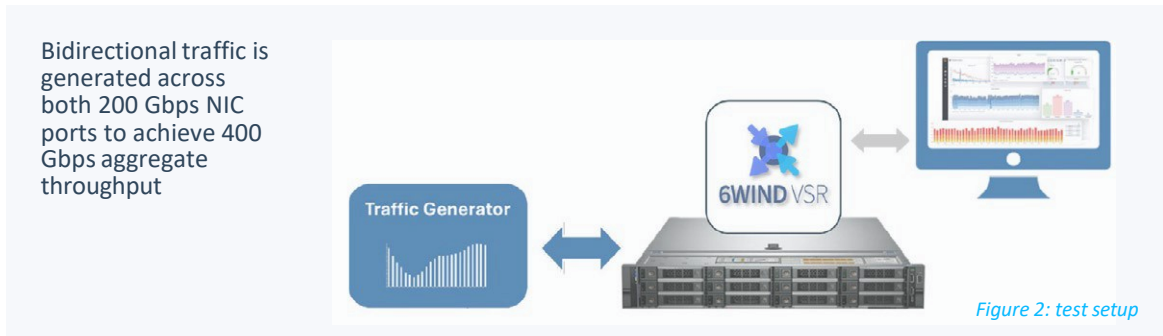 Bidirectional traffic is
generated across
both 200 Gbps NIC
ports to achieve 400
Gbps aggregate
throughput
Traffic Generator
6WIND VSR
Figure 2: test setup